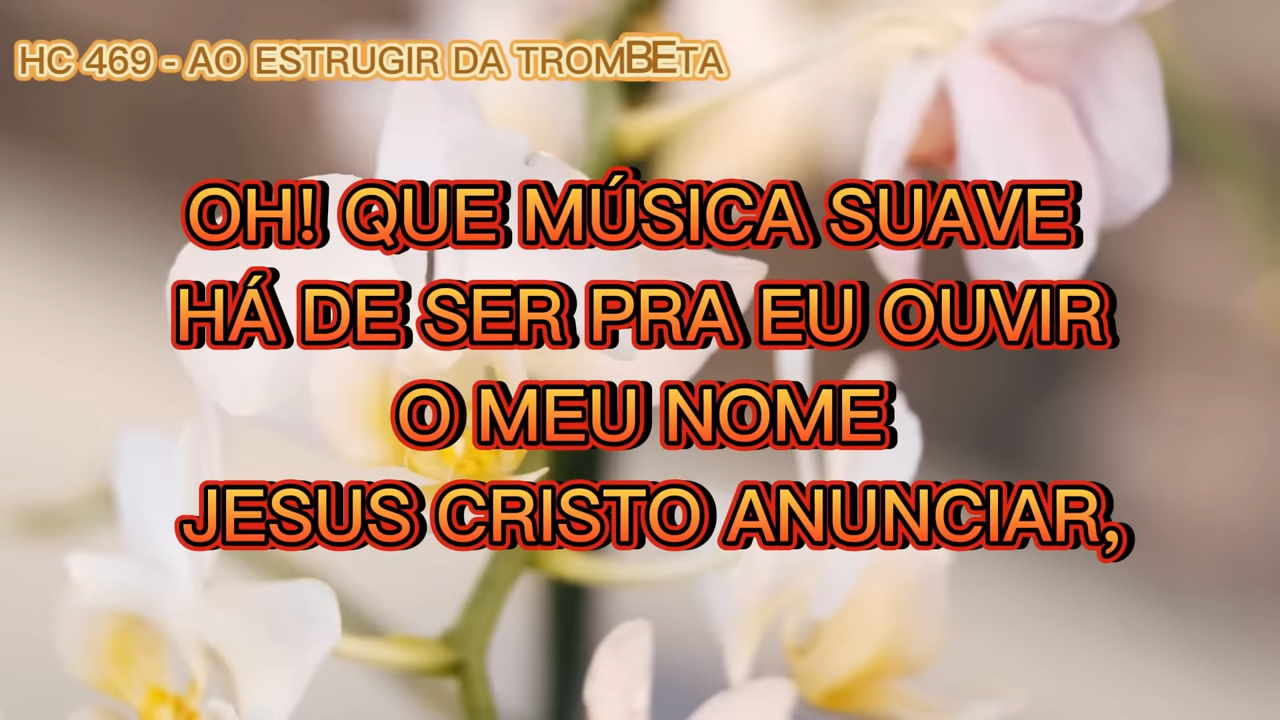 HC 469 - AO ESTRUGIR DA TROMBETA
OH! QUE MÚSICA SUAVE
HÁ DE SER PRA EU OUVIR
O MEU NOME
JESUS CRISTO ANUNCIAR,